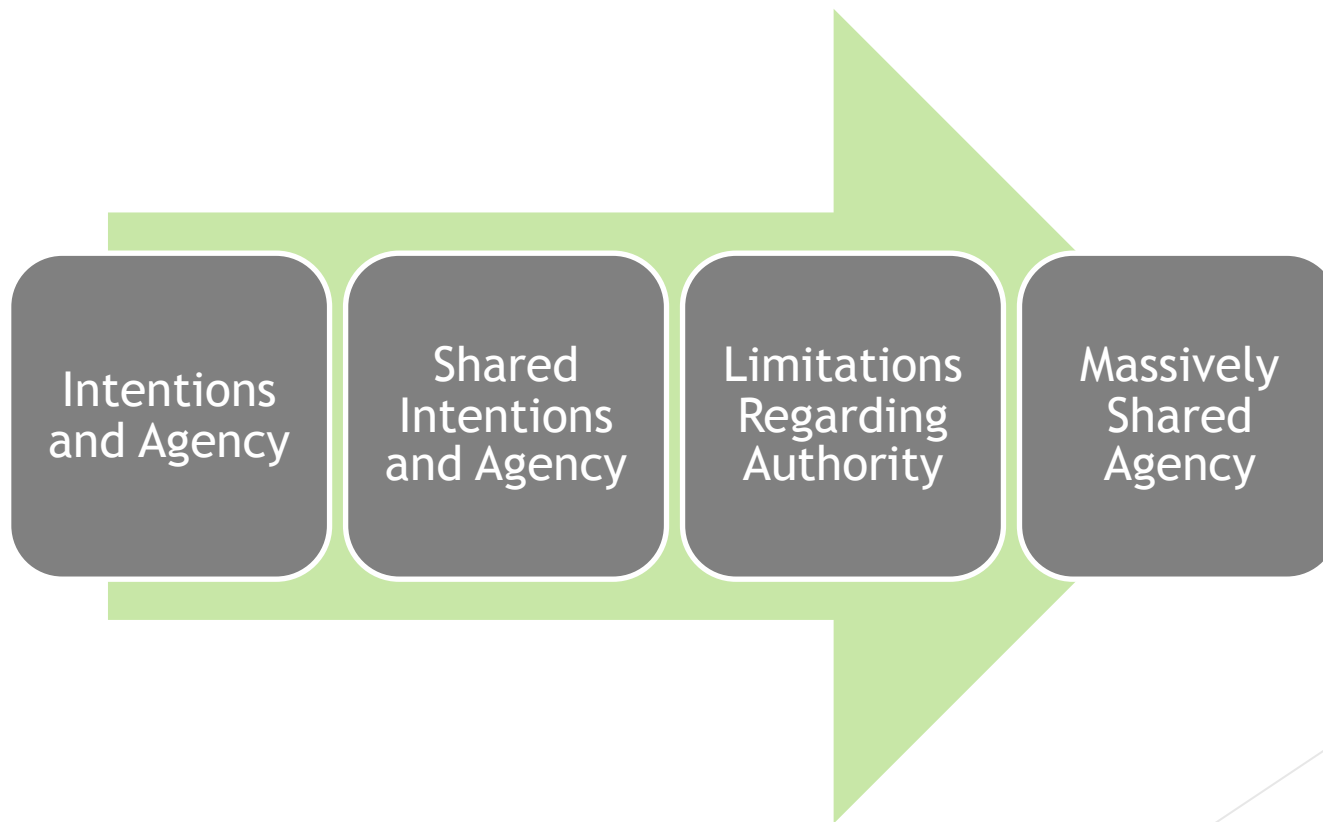 Intentions
and Agency
Shared
Intentions
and Agency
Limitations
Regarding
Authority
Massively
Shared
Agency